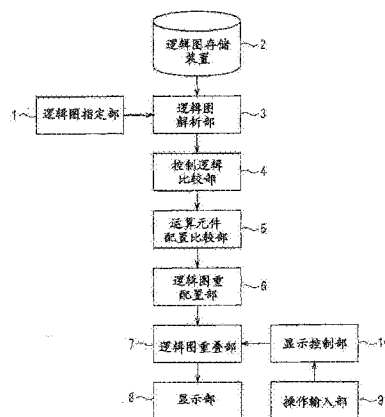 逻辑图存储
装置
2
1
逻辑图指定部
逻辑图
解析部
3
控制逻辑
比较部
4
运算元件
配置比较部
5
逻辑图重
配置部
6
7
逻辑图重叠部
显示控制部
8
显示部
操作输入部
9